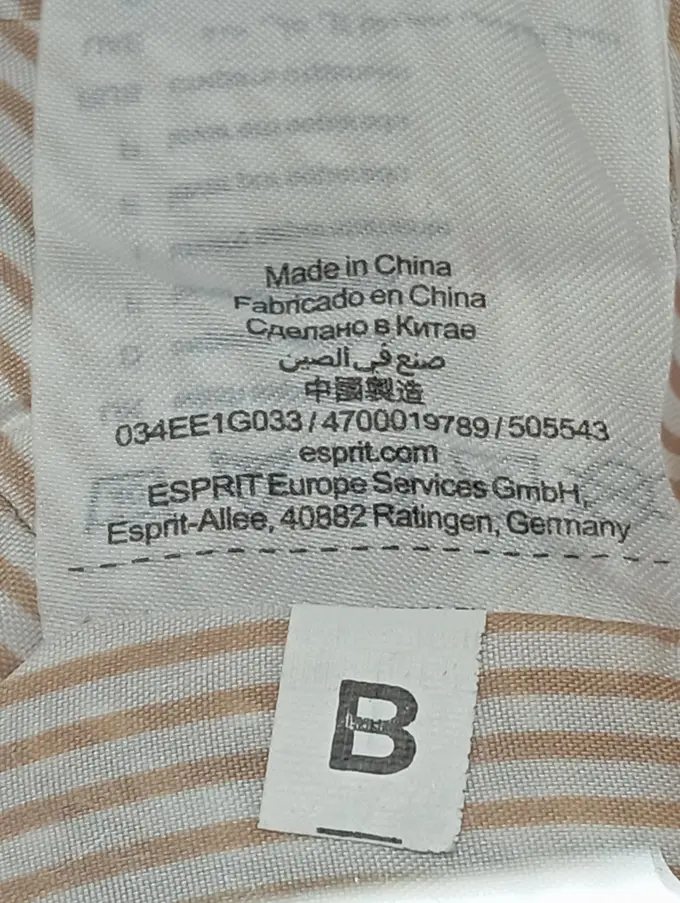 Made in China
Fabricado en China
Сделано в Китае
صنع في الصين
中國製造
034EE1G033/4700019789/505543
esprit.com
ESPRIT Europe Services GmbH,
Esprit-Allee, 40882 Ratingen, Germany
B